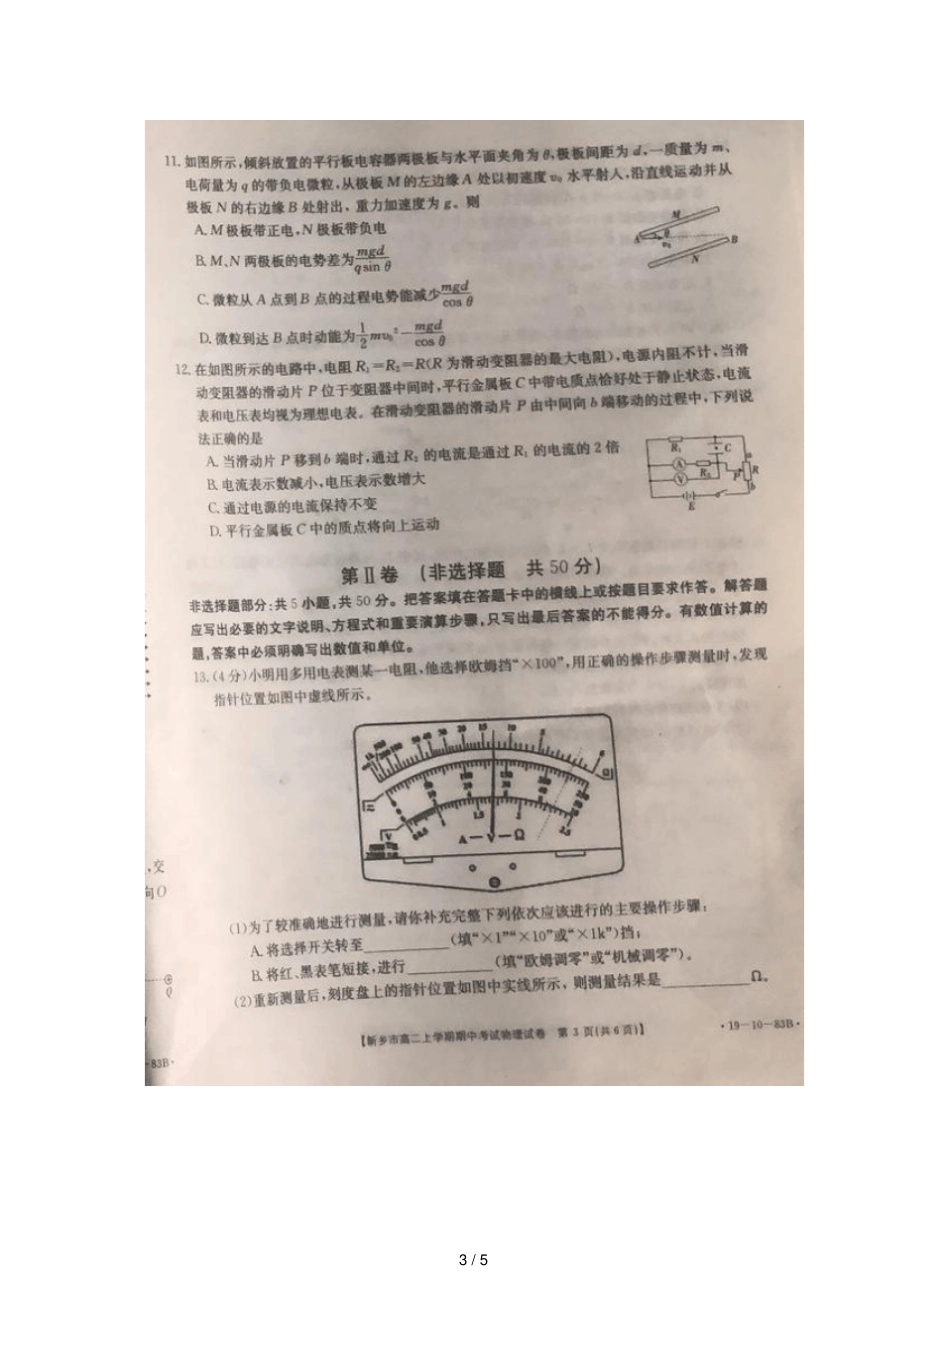 11. 如图所示,倾斜放置的平行板电容器两极板与水平面夹角为θ,极板间距为d,一质量为m、
电荷量为q的带负电微粒,从极板M的左边缘A处以初速度v₀水平射入,沿直线运动并从
极板N的右边缘B处射出,重力加速度为g。则
A. M极板带正电,N极板带负电
B. M、N两极板的电势差为mgd/(q sin θ)
C. 微粒从A点到B点的过程电势能减少mgd/cos θ
D. 微粒到达B点时动能为1/2 mv₀² − mgd/cos θ
M
A
θ
v₀
B
N
12. 在如图所示的电路中,电阻R₁=R₂=R(R为滑动变阻器的最大电阻),电源内阻不计,当滑
动变阻器的滑动片P位于变阻器中间时,平行金属板C中带电质点恰好处于静止状态,电流
表和电压表均视为理想电表。在滑动变阻器的滑动片P由中间向b端移动的过程中,下列说
法正确的是
A. 当滑动片P移到b端时,通过R₂的电流是通过R₁的电流的2倍
B. 电流表示数减小,电压表示数增大
C. 通过电源的电流保持不变
D. 平行金属板C中的质点将向上运动
R₁
C
a
A
R₂
P
R
V
b
E
第Ⅱ卷 (非选择题 共50分)
非选择题部分:共5小题,共50分。把答案填在答题卡中的横线上或按题目要求作答。解答题
应写出必要的文字说明、方程式和重要演算步骤,只写出最后答案的不能得分。有数值计算的
题,答案中必须明确写出数值和单位。
13.(4分)小明用多用电表测某一电阻,他选择欧姆挡“×100”,用正确的操作步骤测量时,发现
指针位置如图中虚线所示。
30 20 15 10 5
Ω
1.5 2 2.5
V
A—V—Ω
(1)为了较准确地进行测量,请你补充完整下列依次应该进行的主要操作步骤:
A. 将选择开关转至________(填“×1”“×10”或“×1k”)挡;
B. 将红、黑表笔短接,进行________(填“欧姆调零”或“机械调零”)。
(2)重新测量后,刻度盘上的指针位置如图中实线所示,则测量结果是________Ω。
【新乡市高二上学期期中考试物理试卷 第3页(共6页)】
·19-10-83B·
,交
向O
Q
-83B·
3 / 5